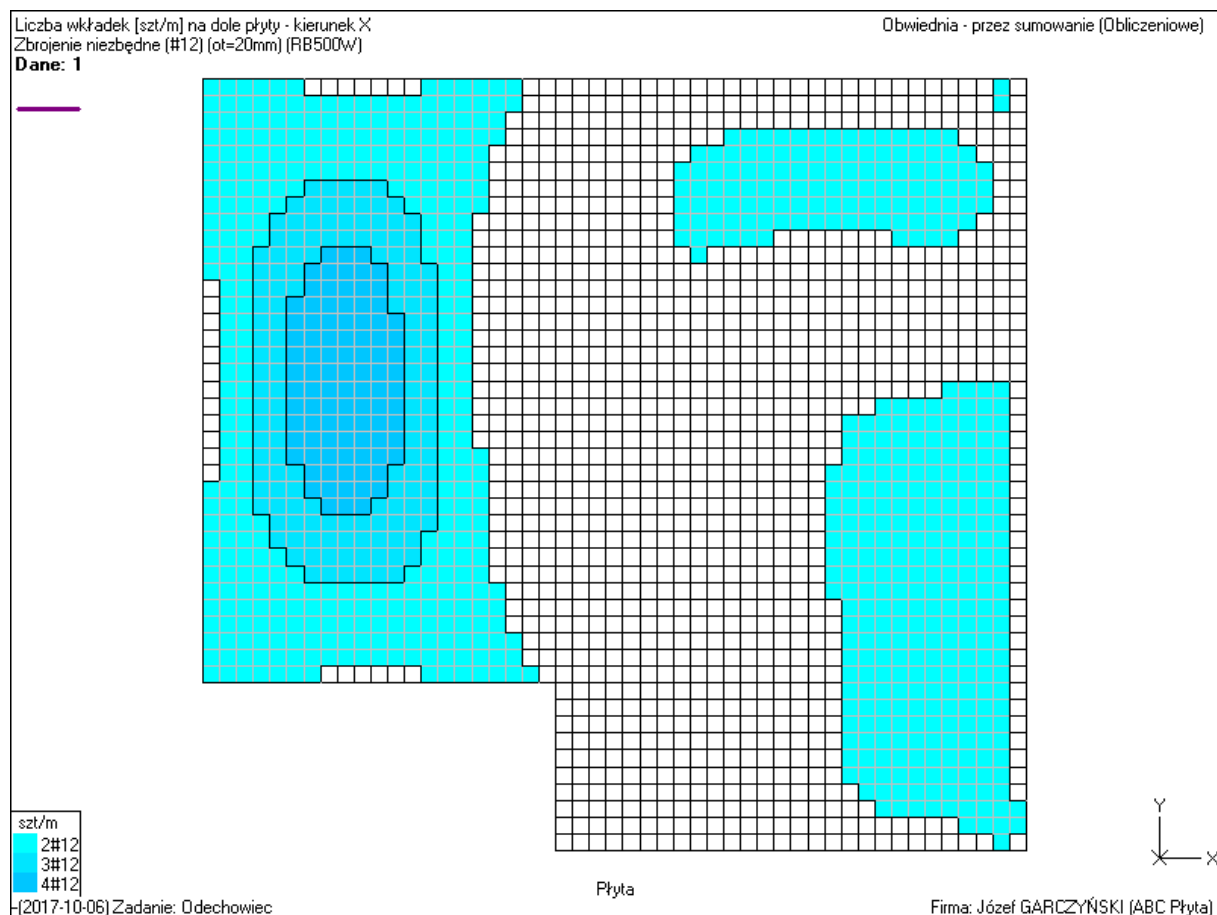 Liczba wkładek [szt/m] na dole płyty - kierunek X
Obwiednia - przez sumowanie (Obliczeniowe)
Zbrojenie niezbędne (#12) (ot=20mm) (RB500W)
Dane: 1
szt/m
2#12
3#12
4#12
Y
X
Płyta
(2017-10-06) Zadanie: Odechowiec
Firma: Józef GARCZYŃSKI (ABC Płyta)